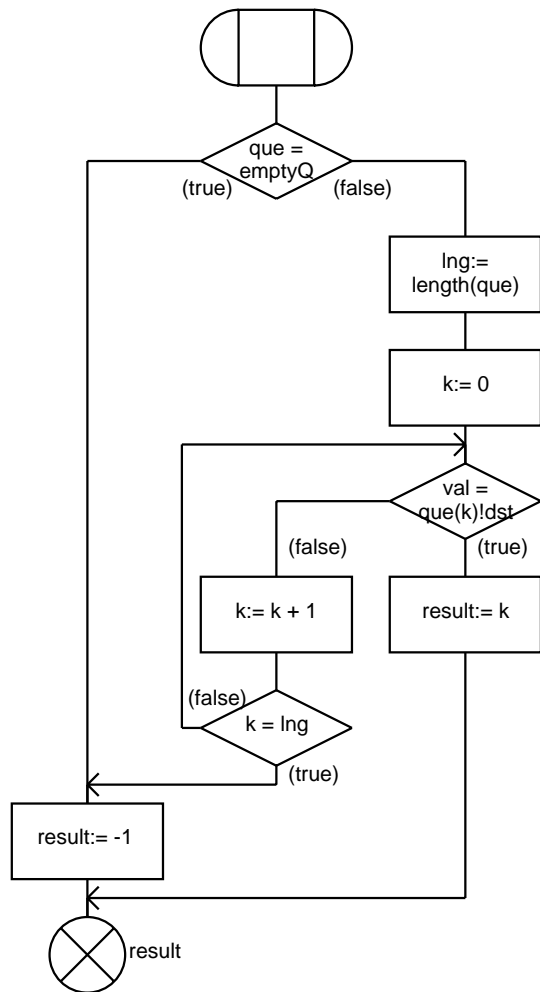 que =
emptyQ
(true)
(false)
lng:=
length(que)
k:= 0
val =
que(k)!dst
(false)
(true)
k:= k + 1
result:= k
(false)
k = lng
(true)
result:= -1
result